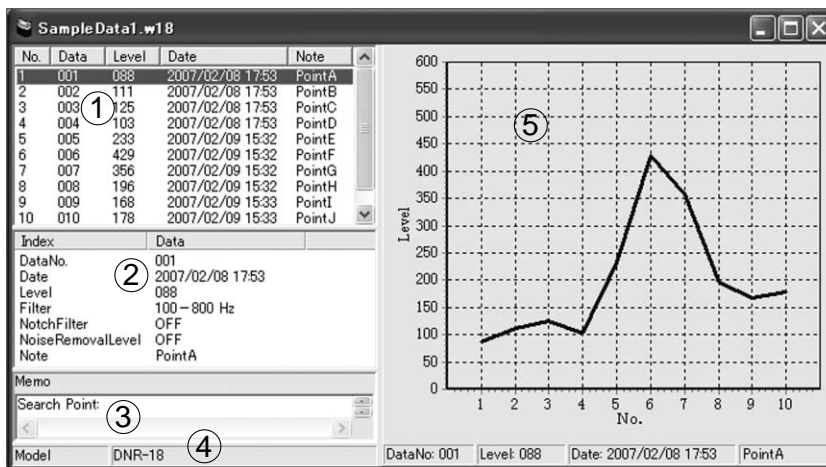 SampleData1.w18
No. Data Level Date Note
1 001 088 2007/02/08 17:53 PointA
2 002 111 2007/02/08 17:53 PointB
3 003 125 2007/02/08 17:53 PointC
4 004 103 2007/02/08 17:53 PointD
5 005 233 2007/02/09 15:32 PointE
6 006 429 2007/02/09 15:32 PointF
7 007 356 2007/02/09 15:32 PointG
8 008 196 2007/02/09 15:32 PointH
9 009 168 2007/02/09 15:33 PointI
10 010 178 2007/02/09 15:33 PointJ
①
Index Data
DataNo. 001
Date 2007/02/08 17:53
Level 088
Filter 100-800 Hz
NotchFilter OFF
NoiseRemovalLevel OFF
Note PointA
②
Memo
Search Point:
③
Model DNR-18
④
600
550
500
450
400
350
300
250
200
150
100
50
0
Level
⑤
1 2 3 4 5 6 7 8 9 10
No.
DataNo: 001 Level: 088 Date: 2007/02/08 17:53 PointA